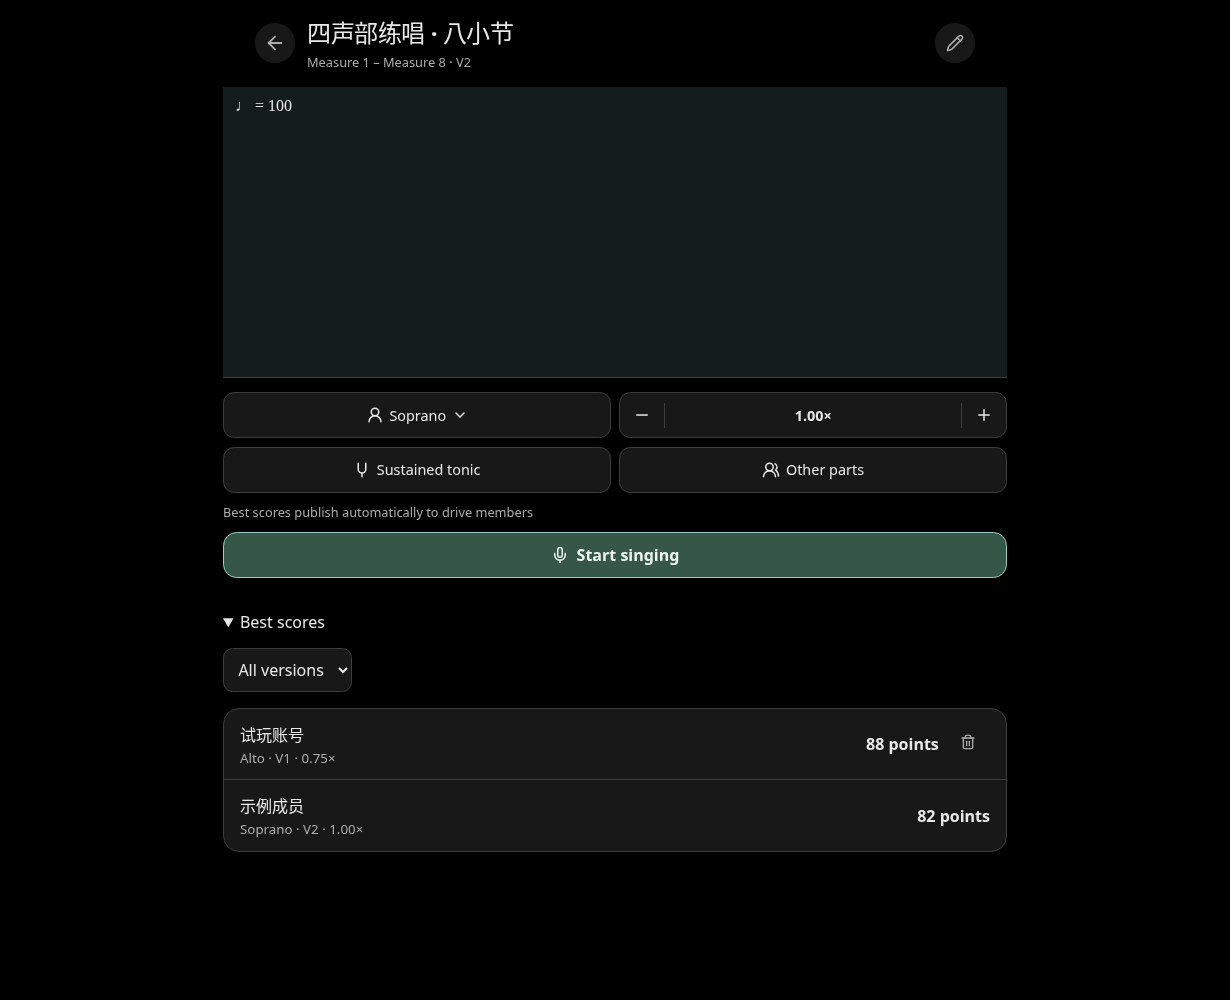 四声部练唱 · 八小节
Measure 1 – Measure 8 · V2
♩ = 100
Soprano
1.00×
Sustained tonic
Other parts
Best scores publish automatically to drive members
Start singing
Best scores
All versions
试玩账号
Alto · V1 · 0.75×
88 points
示例成员
Soprano · V2 · 1.00×
82 points